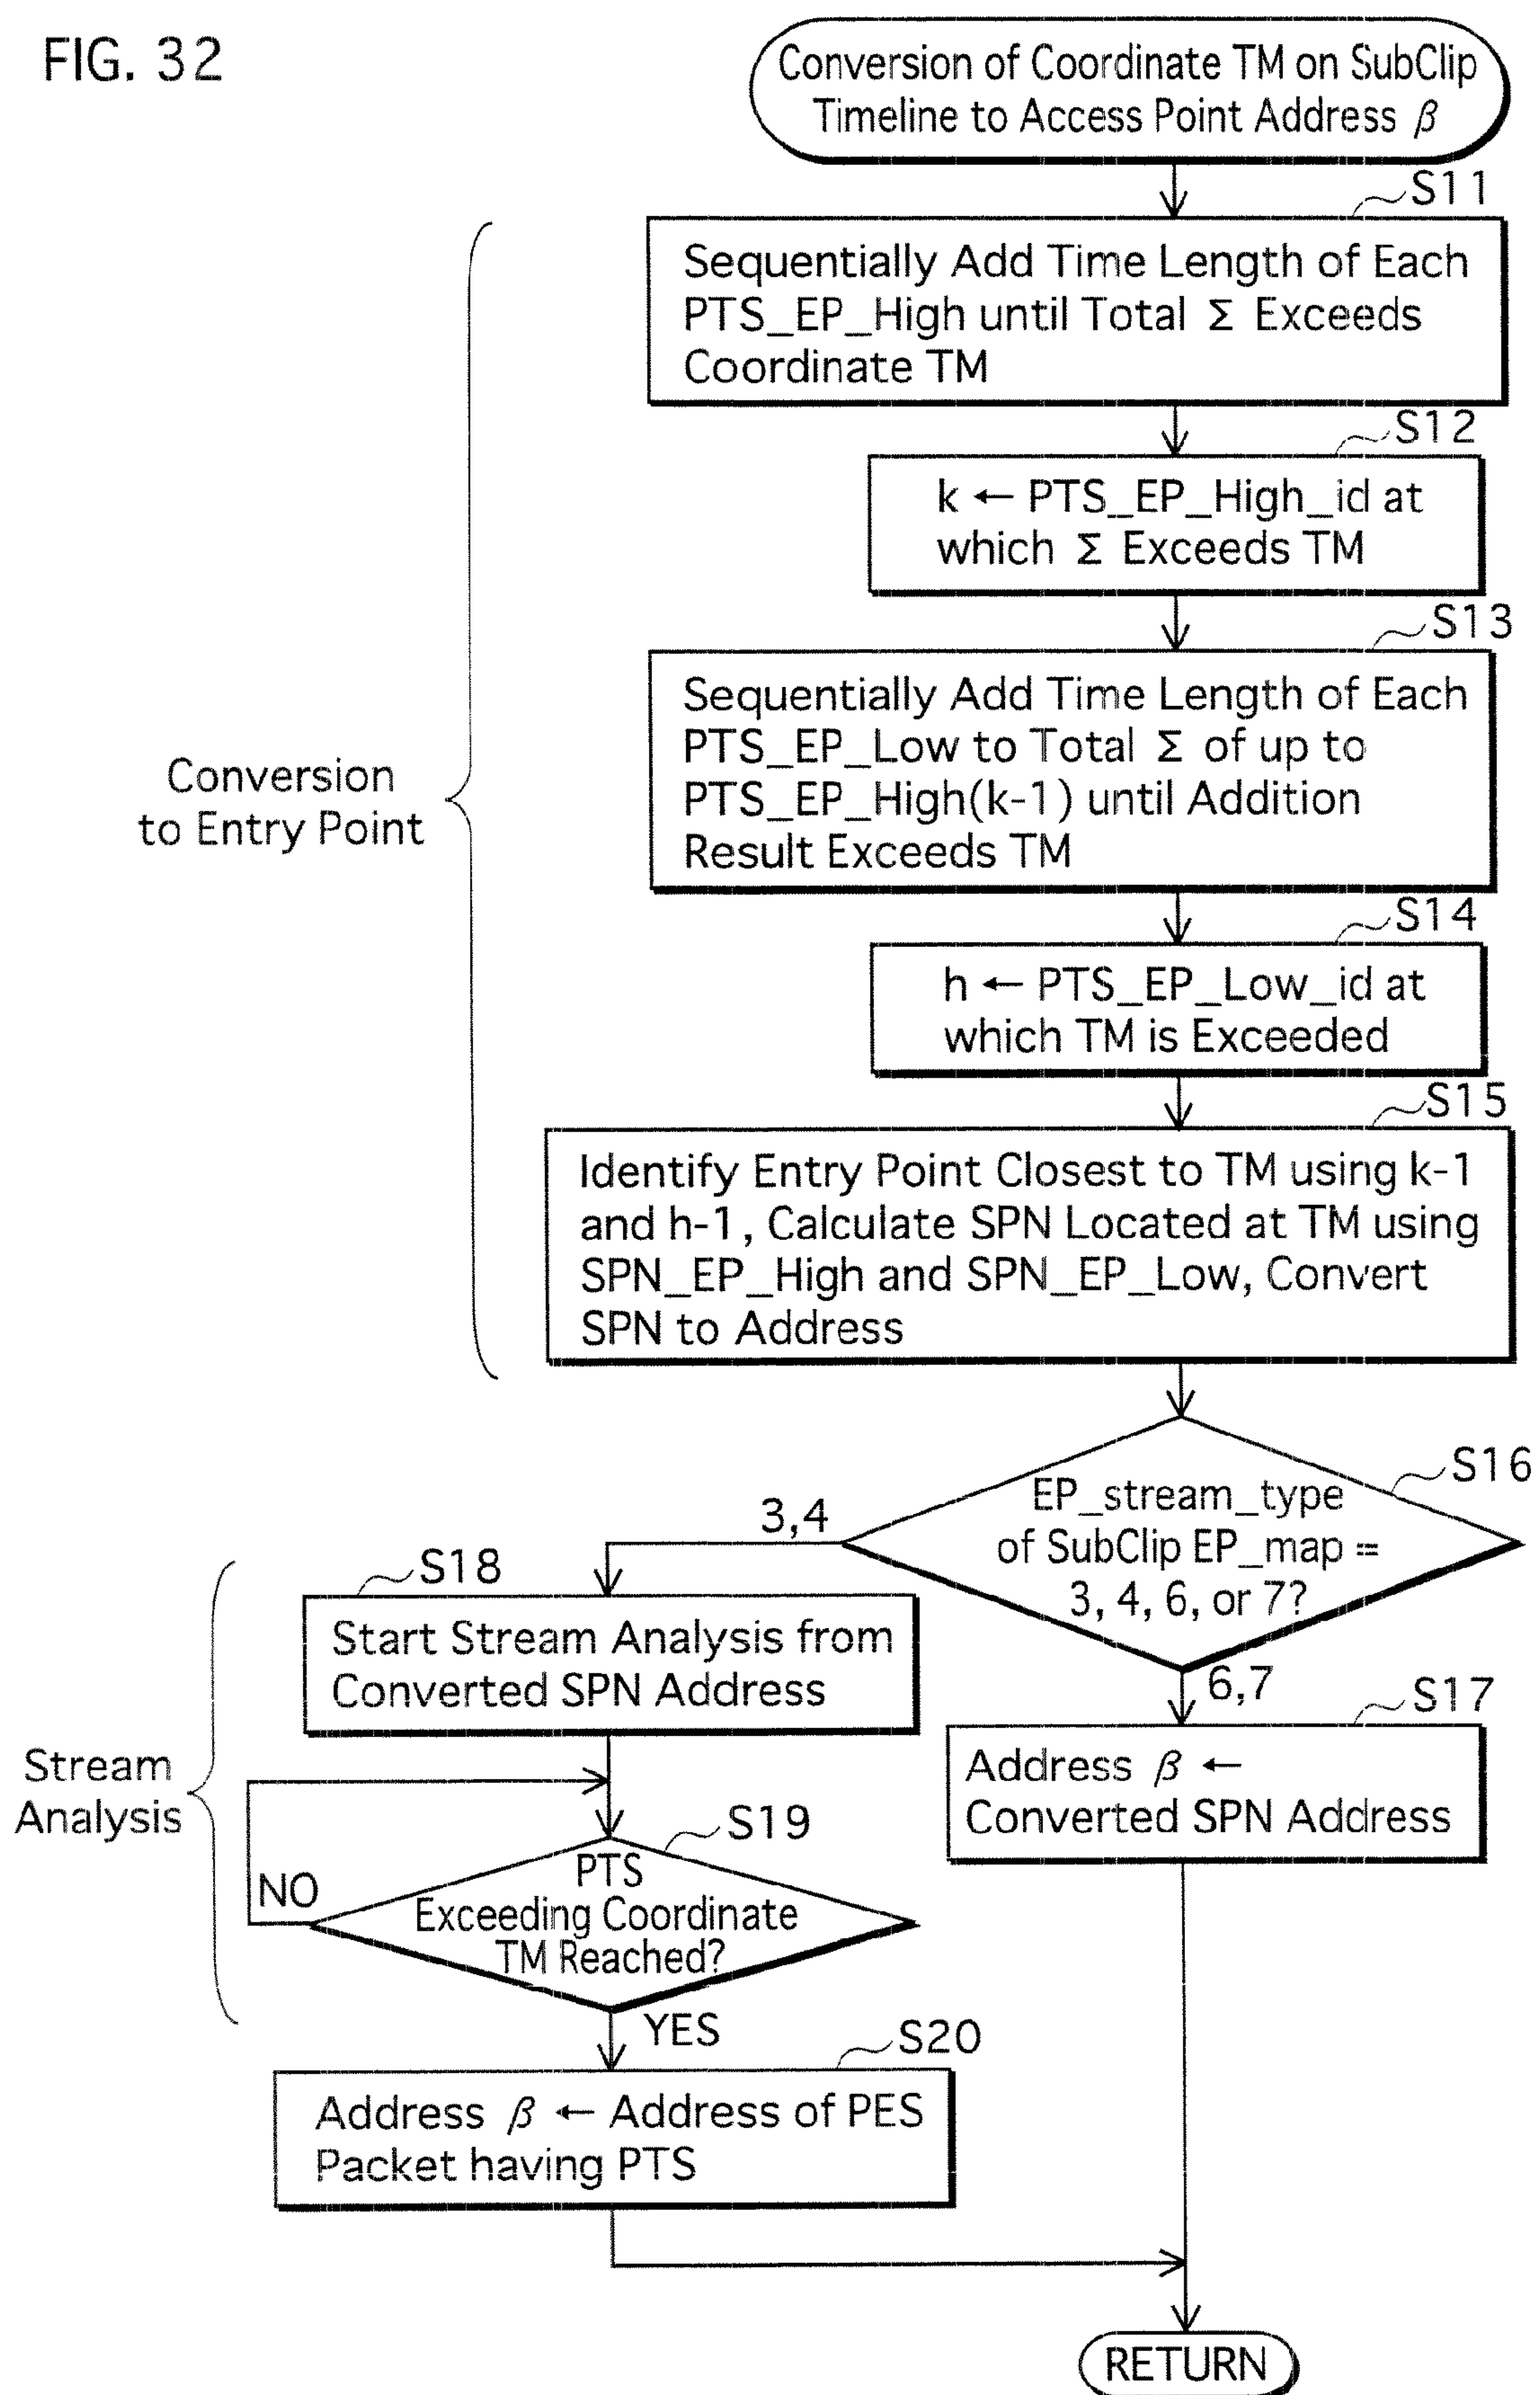 FIG. 32
Conversion of Coordinate TM on SubClip
Timeline to Access Point Address β
S11
Sequentially Add Time Length of Each
PTS_EP_High until Total Σ Exceeds
Coordinate TM
S12
k ← PTS_EP_High_id at
which Σ Exceeds TM
S13
Sequentially Add Time Length of Each
PTS_EP_Low to Total Σ of up to
PTS_EP_High(k-1) until Addition
Result Exceeds TM
Conversion
to Entry Point
S14
h ← PTS_EP_Low_id at
which TM is Exceeded
S15
Identify Entry Point Closest to TM using k-1
and h-1, Calculate SPN Located at TM using
SPN_EP_High and SPN_EP_Low, Convert
SPN to Address
S16
EP_stream_type
of SubClip EP_map =
3, 4, 6, or 7?
3,4
6,7
S18
Start Stream Analysis from
Converted SPN Address
S17
Address β ←
Converted SPN Address
Stream
Analysis
S19
PTS
Exceeding Coordinate
TM Reached?
NO
YES
S20
Address β ← Address of PES
Packet having PTS
RETURN